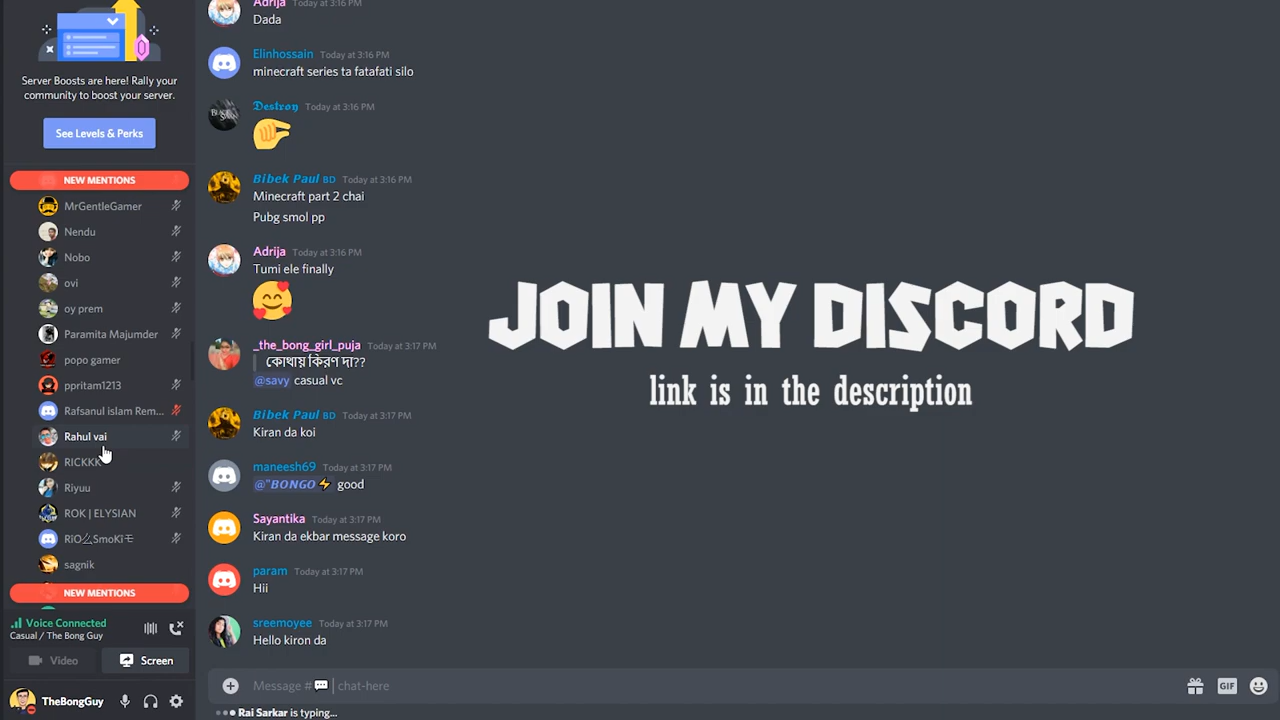 Server Boosts are here! Rally your
community to boost your server.
See Levels & Perks
NEW MENTIONS
MrGentleGamer
Nendu
Nobo
ovi
oy prem
Paramita Majumder
popo gamer
ppritam1213
Rafsanul islam Rem...
Rahul vai
RICKKK
Riyuu
ROK | ELYSIAN
sagnik
NEW MENTIONS
Voice Connected
Casual / The Bong Guy
Video
Screen
TheBongGuy
Adrija Today at 3:16 PM
Dada
Elinhossain Today at 3:16 PM
minecraft series ta fatafati silo
Destron Today at 3:16 PM
Bibek Paul BD Today at 3:16 PM
Minecraft part 2 chai
Pubg smol pp
Adrija Today at 3:16 PM
Tumi ele finally
_the_bong_girl_puja Today at 3:17 PM
কোথায় কিরণ দা??
@savy casual vc
Bibek Paul BD Today at 3:17 PM
Kiran da koi
maneesh69 Today at 3:17 PM
@"BONGO⚡ good
Sayantika Today at 3:17 PM
Kiran da ekbar message koro
param Today at 3:17 PM
Hii
sreemoyee Today at 3:17 PM
Hello kiron da
Message #💬 | chat-here
GIF
Rai Sarkar is typing...
JOIN MY DISCORD
link is in the description